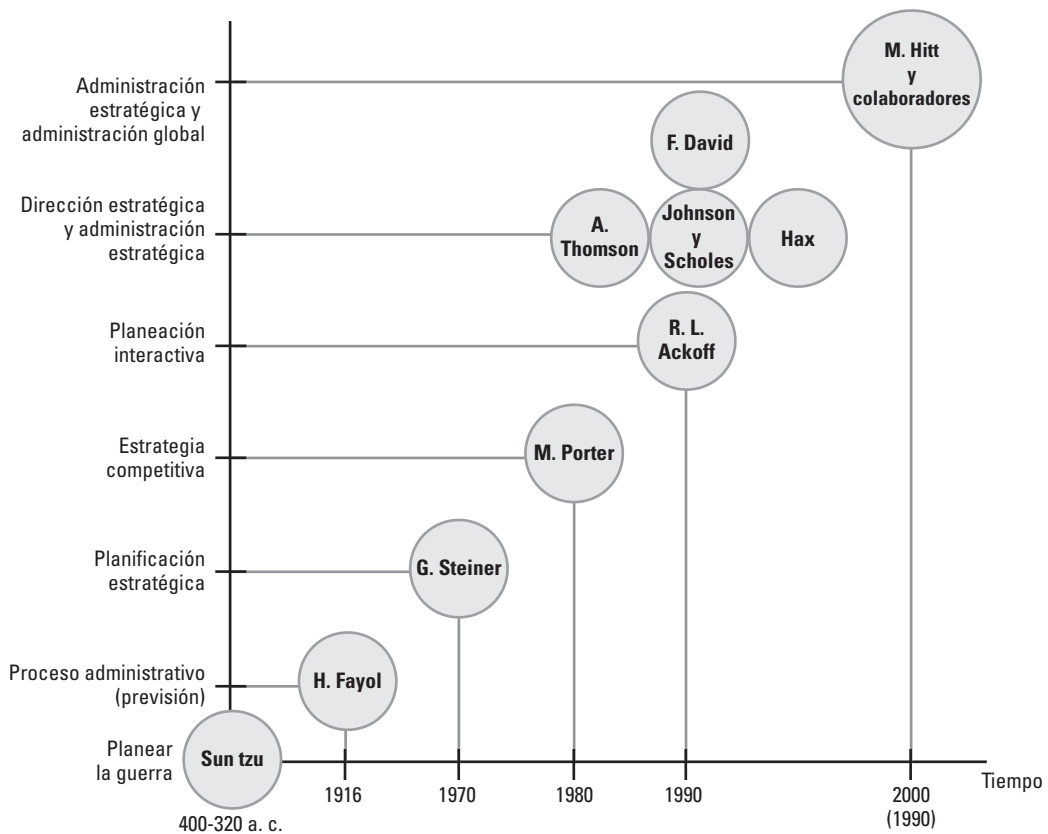 M. Hitt
y
colaboradores
Administración
estratégica y
administración global
F. David
Dirección estratégica
y administración
estratégica
A.
Thomson
Johnson
y
Scholes
Hax
Planeación
interactiva
R. L.
Ackoff
Estrategia
competitiva
M. Porter
Planificación
estratégica
G. Steiner
Proceso administrativo
(previsión)
H. Fayol
Planear
la guerra
Sun tzu
Tiempo
1916
1970
1980
1990
2000
(1990)
400-320 a. c.